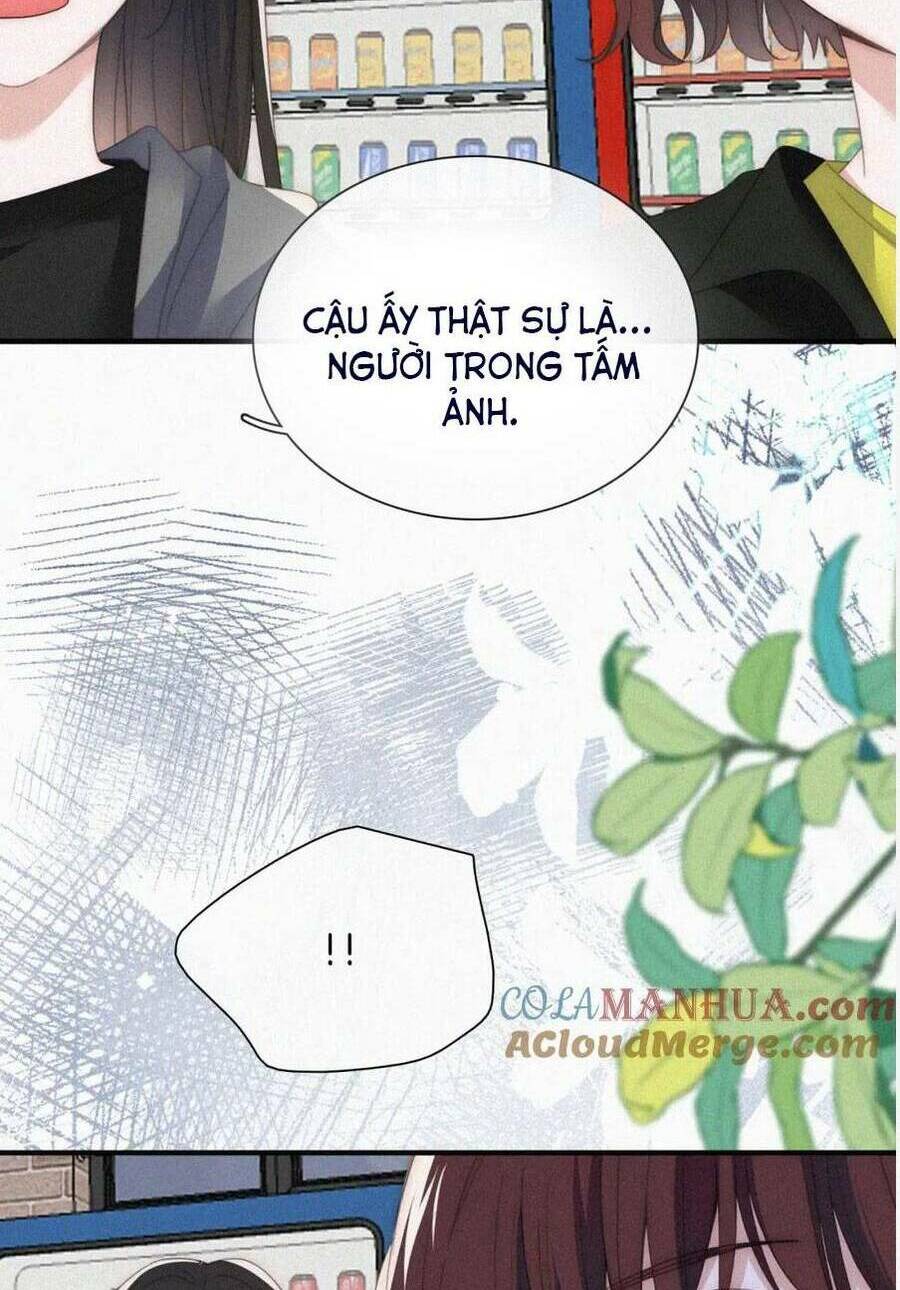 CẬU ẤY THẬT SỰ LÀ...
NGƯỜI TRONG TẤM
ẢNH.
!!
COLAMANHUA.com
ACloudMerge.com